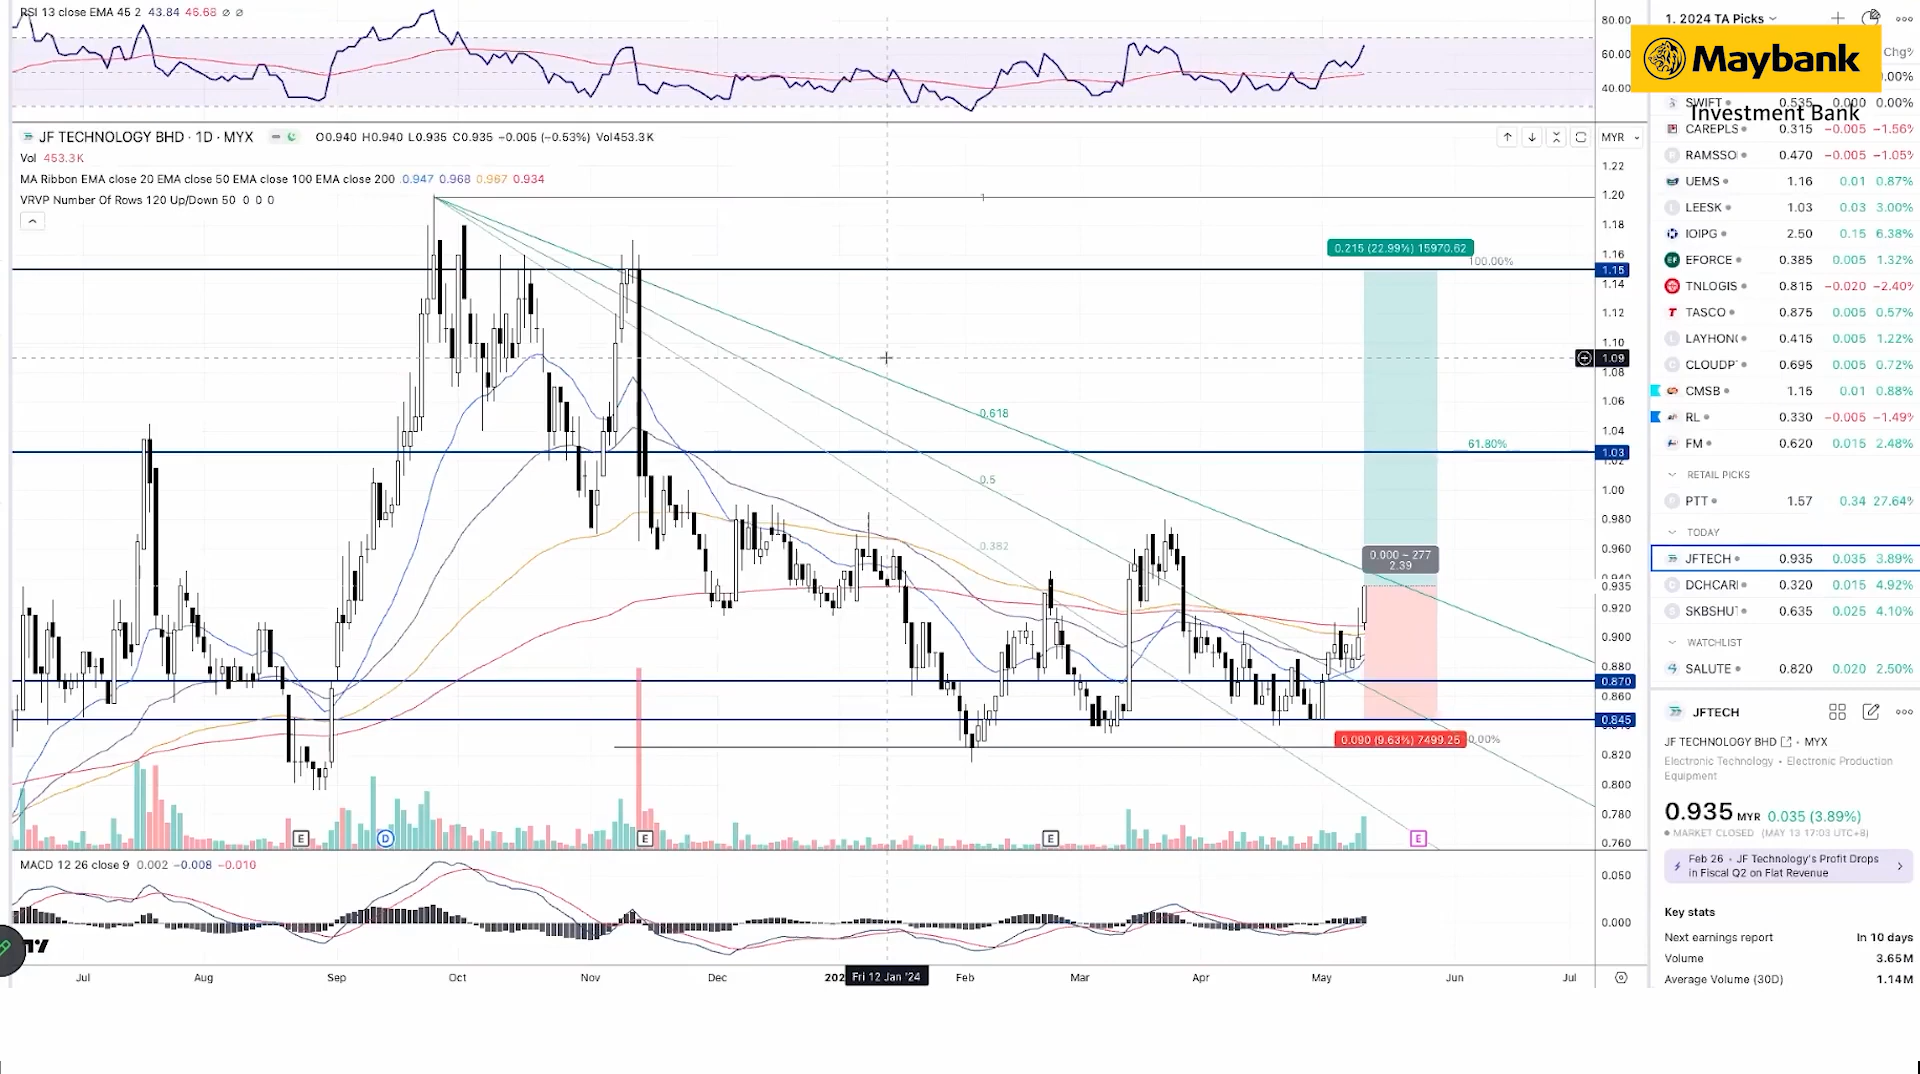 RSI 13 close EMA 45 2 43.84 46.68 ∅ ∅
80.00
60.00
40.00
JF TECHNOLOGY BHD · 1D · MYX O0.940 H0.940 L0.935 C0.935 −0.005 (−0.53%) Vol453.3K
MYR
Vol 453.3K
MA Ribbon EMA close 20 EMA close 50 EMA close 100 EMA close 200 0.947 0.968 0.967 0.934
VRVP Number Of Rows 120 Up/Down 50 0 0 0
1
0.215 (22.99%) 15970.62
100.00%
0.618
0.5
0.382
61.80%
0.000 ~ 277
2.39
0.090 (9.63%) 7499.25
0.00%
1.22
1.20
1.18
1.16
1.15
1.14
1.12
1.10
1.09
1.08
1.06
1.04
1.03
1.02
1.00
0.980
0.960
0.940
0.935
0.920
0.900
0.880
0.870
0.860
0.845
0.820
0.800
0.780
0.760
E
D
E
E
E
MACD 12 26 close 9 0.002 −0.008 −0.010
0.050
0.000
Jul Aug Sep Oct Nov Dec 202 Fri 12 Jan '24 Feb Mar Apr May Jun Jul
1. 2024 TA Picks
Maybank
Investment Bank
Chg%
0.00%
SWIFT 0.535 0.000 0.00%
CAREPLS 0.315 −0.005 −1.56%
RAMSSO 0.470 −0.005 −1.05%
UEMS 1.16 0.01 0.87%
LEESK 1.03 0.03 3.00%
IOIPG 2.50 0.15 6.38%
EFORCE 0.385 0.005 1.32%
TNLOGIS 0.815 −0.020 −2.40%
TASCO 0.875 0.005 0.57%
LAYHON 0.415 0.005 1.22%
CLOUDP 0.695 0.005 0.72%
CMSB 1.15 0.01 0.88%
RL 0.330 −0.005 −1.49%
FM 0.620 0.015 2.48%
RETAIL PICKS
PTT 1.57 0.34 27.64%
TODAY
JFTECH 0.935 0.035 3.89%
DCHCARI 0.320 0.015 4.92%
SKBSHUT 0.635 0.025 4.10%
WATCHLIST
SALUTE 0.820 0.020 2.50%
JFTECH
JF TECHNOLOGY BHD · MYX
Electronic Technology · Electronic Production
Equipment
0.935 MYR 0.035 (3.89%)
MARKET CLOSED (MAY 13 17:03 UTC+8)
Feb 26 · JF Technology's Profit Drops
in Fiscal Q2 on Flat Revenue
Key stats
Next earnings report In 10 days
Volume 3.65M
Average Volume (30D) 1.14M